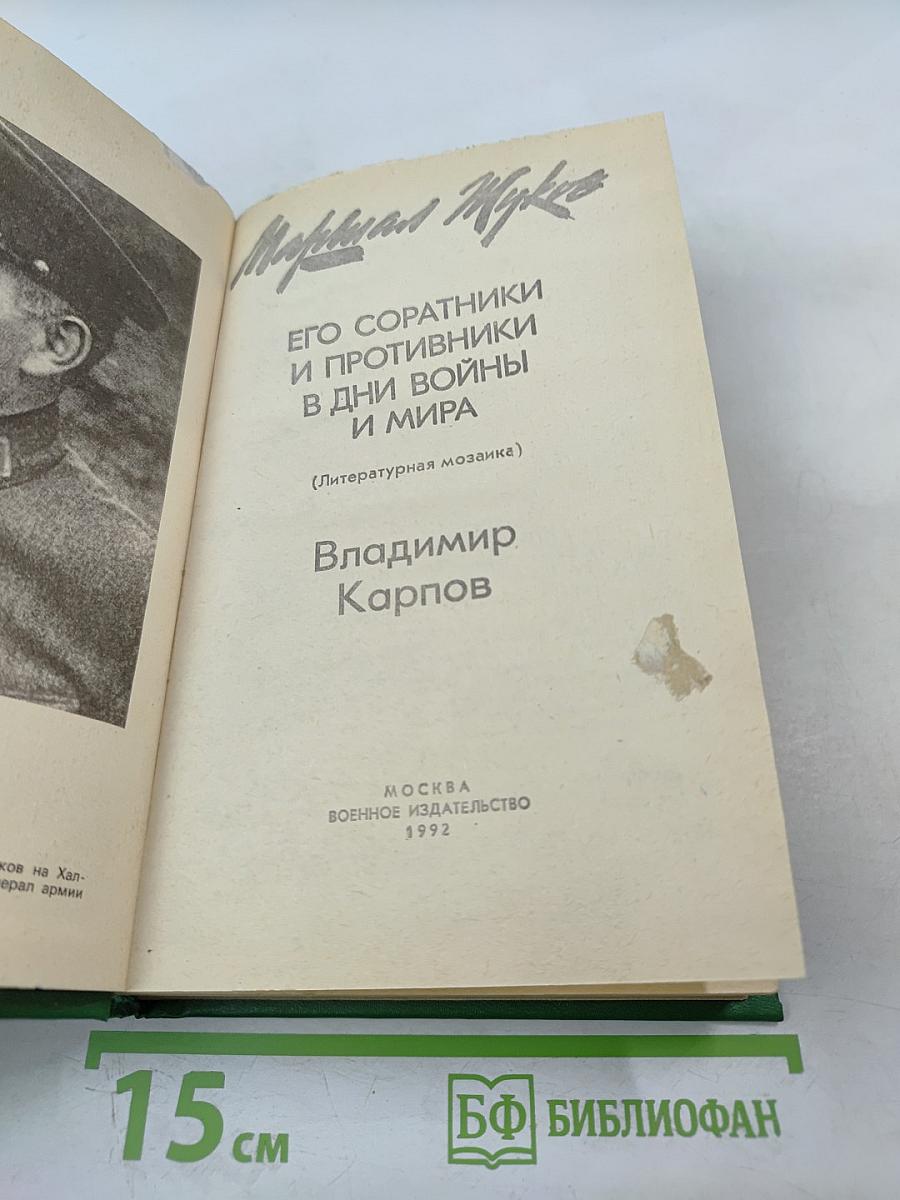 ков на Хал-
нерал армии
Маршал Жуков
ЕГО СОРАТНИКИ
И ПРОТИВНИКИ
В ДНИ ВОЙНЫ
И МИРА
(Литературная мозаика)
Владимир
Карпов
МОСКВА
ВОЕННОЕ ИЗДАТЕЛЬСТВО
1992
15 см
БФ БИБЛИОФАН